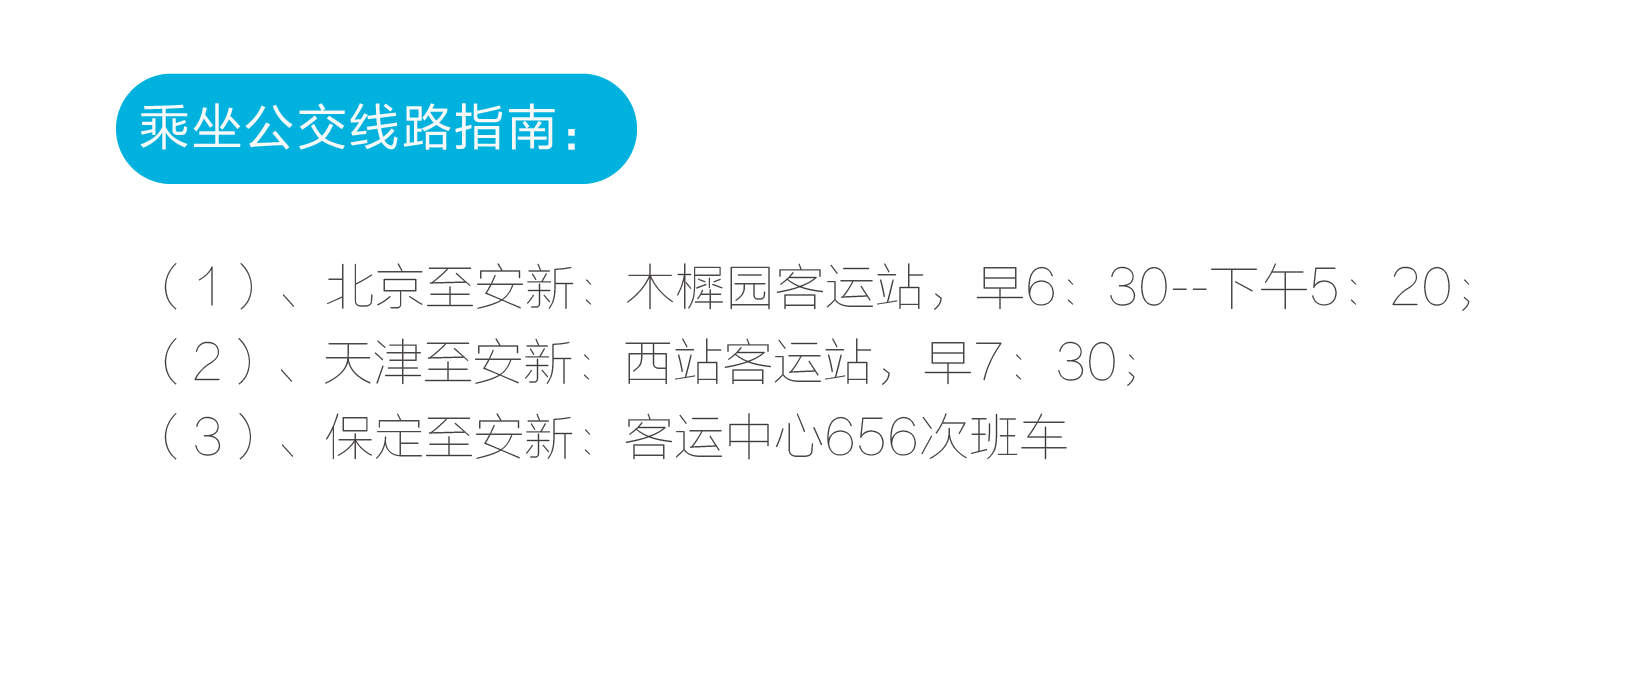 乘坐公交线路指南：
（1）、北京至安新：木樨园客运站，早6：30--下午5：20；
（2）、天津至安新：西站客运站，早7：30；
（3）、保定至安新：客运中心656次班车